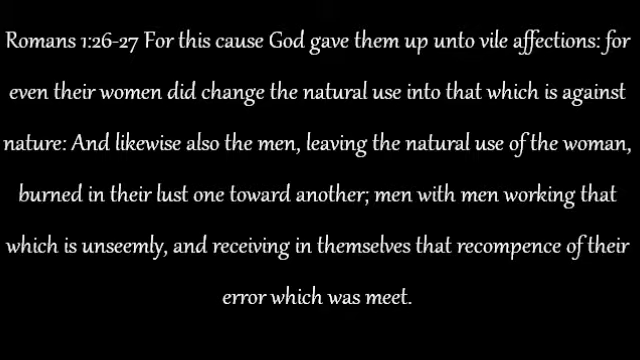 Romans 1:26-27 For this cause God gave them up unto vile affections: for
even their women did change the natural use into that which is against
nature: And likewise also the men, leaving the natural use of the woman,
burned in their lust one toward another; men with men working that
which is unseemly, and receiving in themselves that recompence of their
error which was meet.